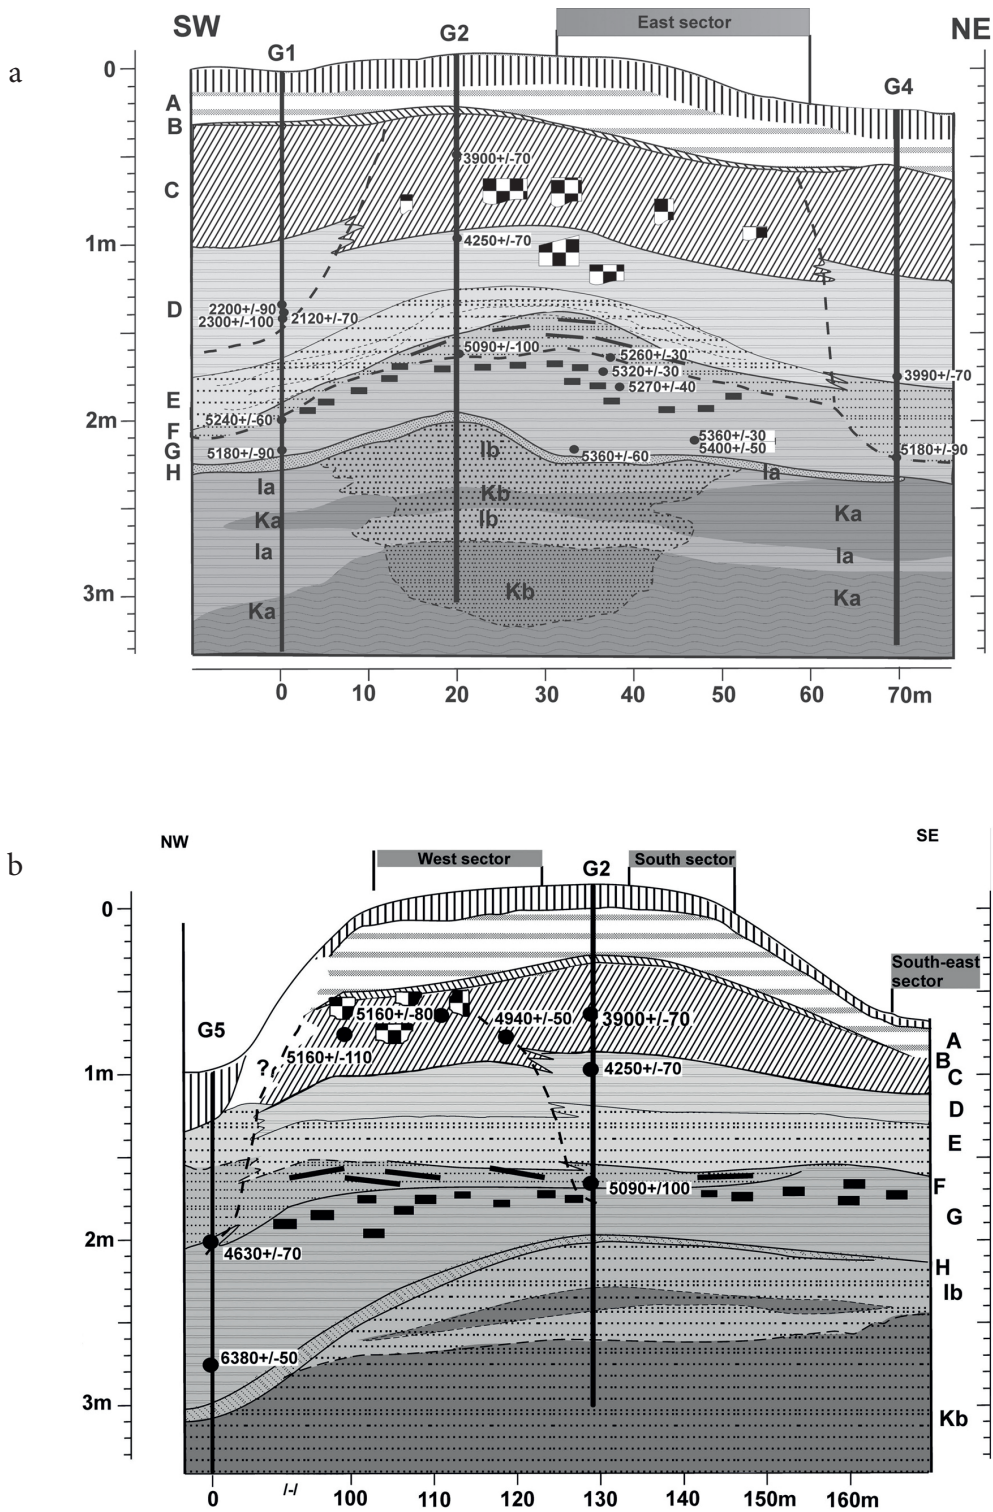 a
SW
East sector
NE
G1
G2
G4
0
A
B
3900+/-70
C
1m
4250+/-70
D
2200+/-90
2300+/-100
2120+/-70
5090+/-100
5260+/-30
5320+/-30
3990+/-70
5270+/-40
E
2m
5240+/-60
F
5360+/-30
G
5180+/-90
Ib
5360+/-60
5400+/-50
5180+/-90
H
Ia
Ia
Kb
Ka
Ib
Ka
Ia
Ia
3m
Ka
Kb
Ka
0 10 20 30 40 50 60 70m
b
NW
SE
West sector
South sector
G2
0
South-east
sector
G5
5160+/-80
4940+/-50
3900+/-70
A
5160+/-110
B
?
1m
4250+/-70
C
D
E
5090+/100
F
G
2m
4630+/-70
H
Ib
6380+/-50
3m
Kb
0 /-/ 100 110 120 130 140 150m 160m